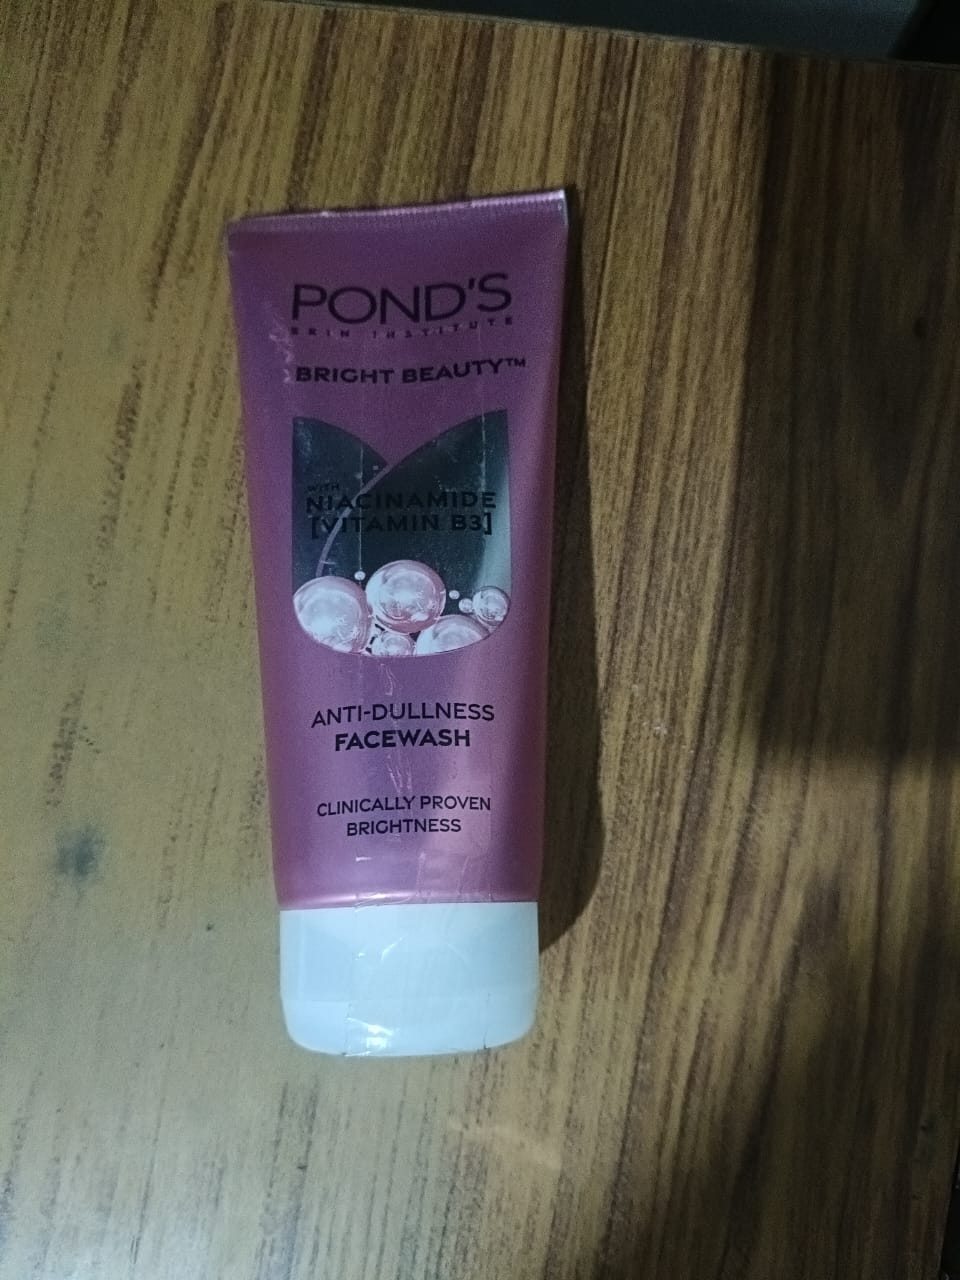 POND'S
SKIN INSTITUTE
BRIGHT BEAUTY™
WITH
NIACINAMIDE
[VITAMIN B3]
ANTI-DULLNESS
FACEWASH
CLINICALLY PROVEN
BRIGHTNESS